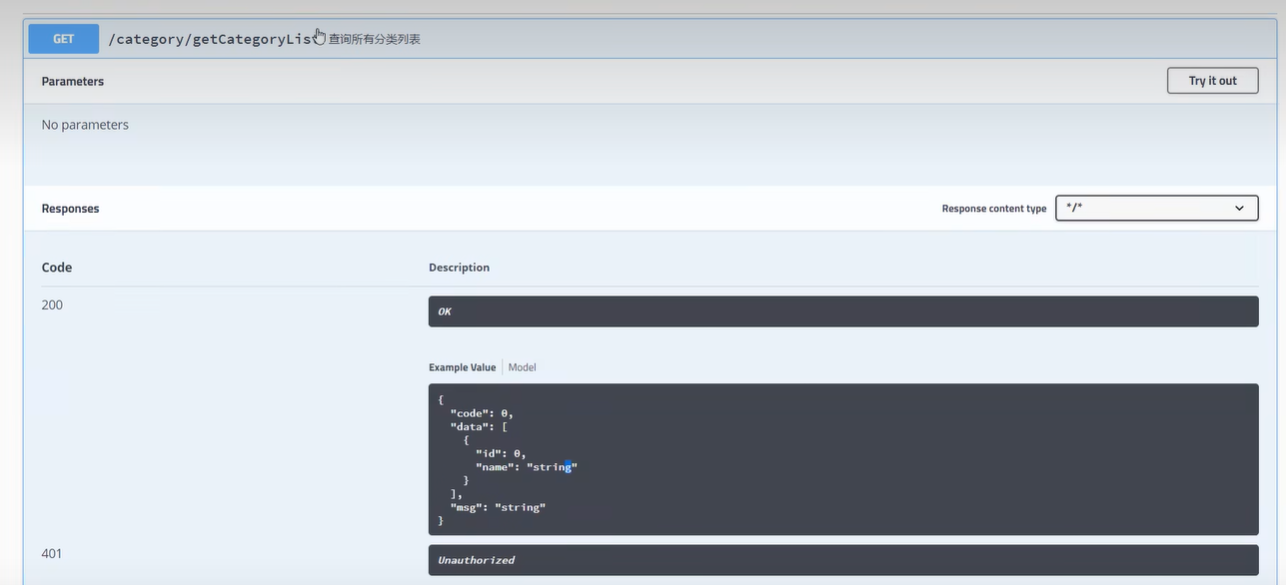 GET /category/getCategoryLis 查询所有分类列表
Parameters
Try it out
No parameters
Responses
Response content type
*/*
Code
Description
200
OK
Example Value Model
{
"code": 0,
"data": [
{
"id": 0,
"name": "string"
}
],
"msg": "string"
}
401
Unauthorized